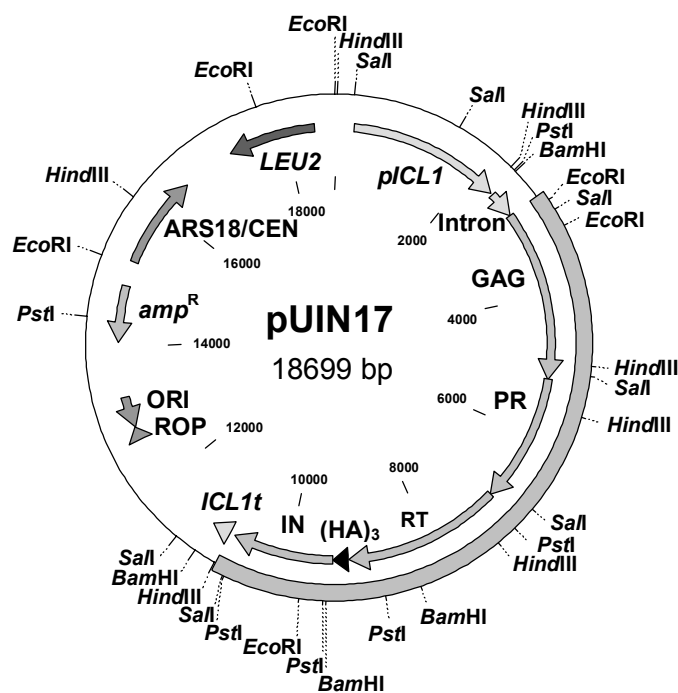 EcoRI
HindIII
SalI
SalI
HindIII
PstI
BamHI
EcoRI
SalI
EcoRI
HindIII
SalI
HindIII
SalI
PstI
HindIII
BamHI
PstI
BamHI
PstI
EcoRI
PstI
SalI
HindIII
BamHI
SalI
PstI
EcoRI
HindIII
EcoRI
LEU2
pICL1
Intron
GAG
PR
RT
(HA)3
IN
ICL1t
ROP
ORI
ampR
ARS18/CEN
18000
2000
4000
6000
8000
10000
12000
14000
16000
pUIN17
18699 bp